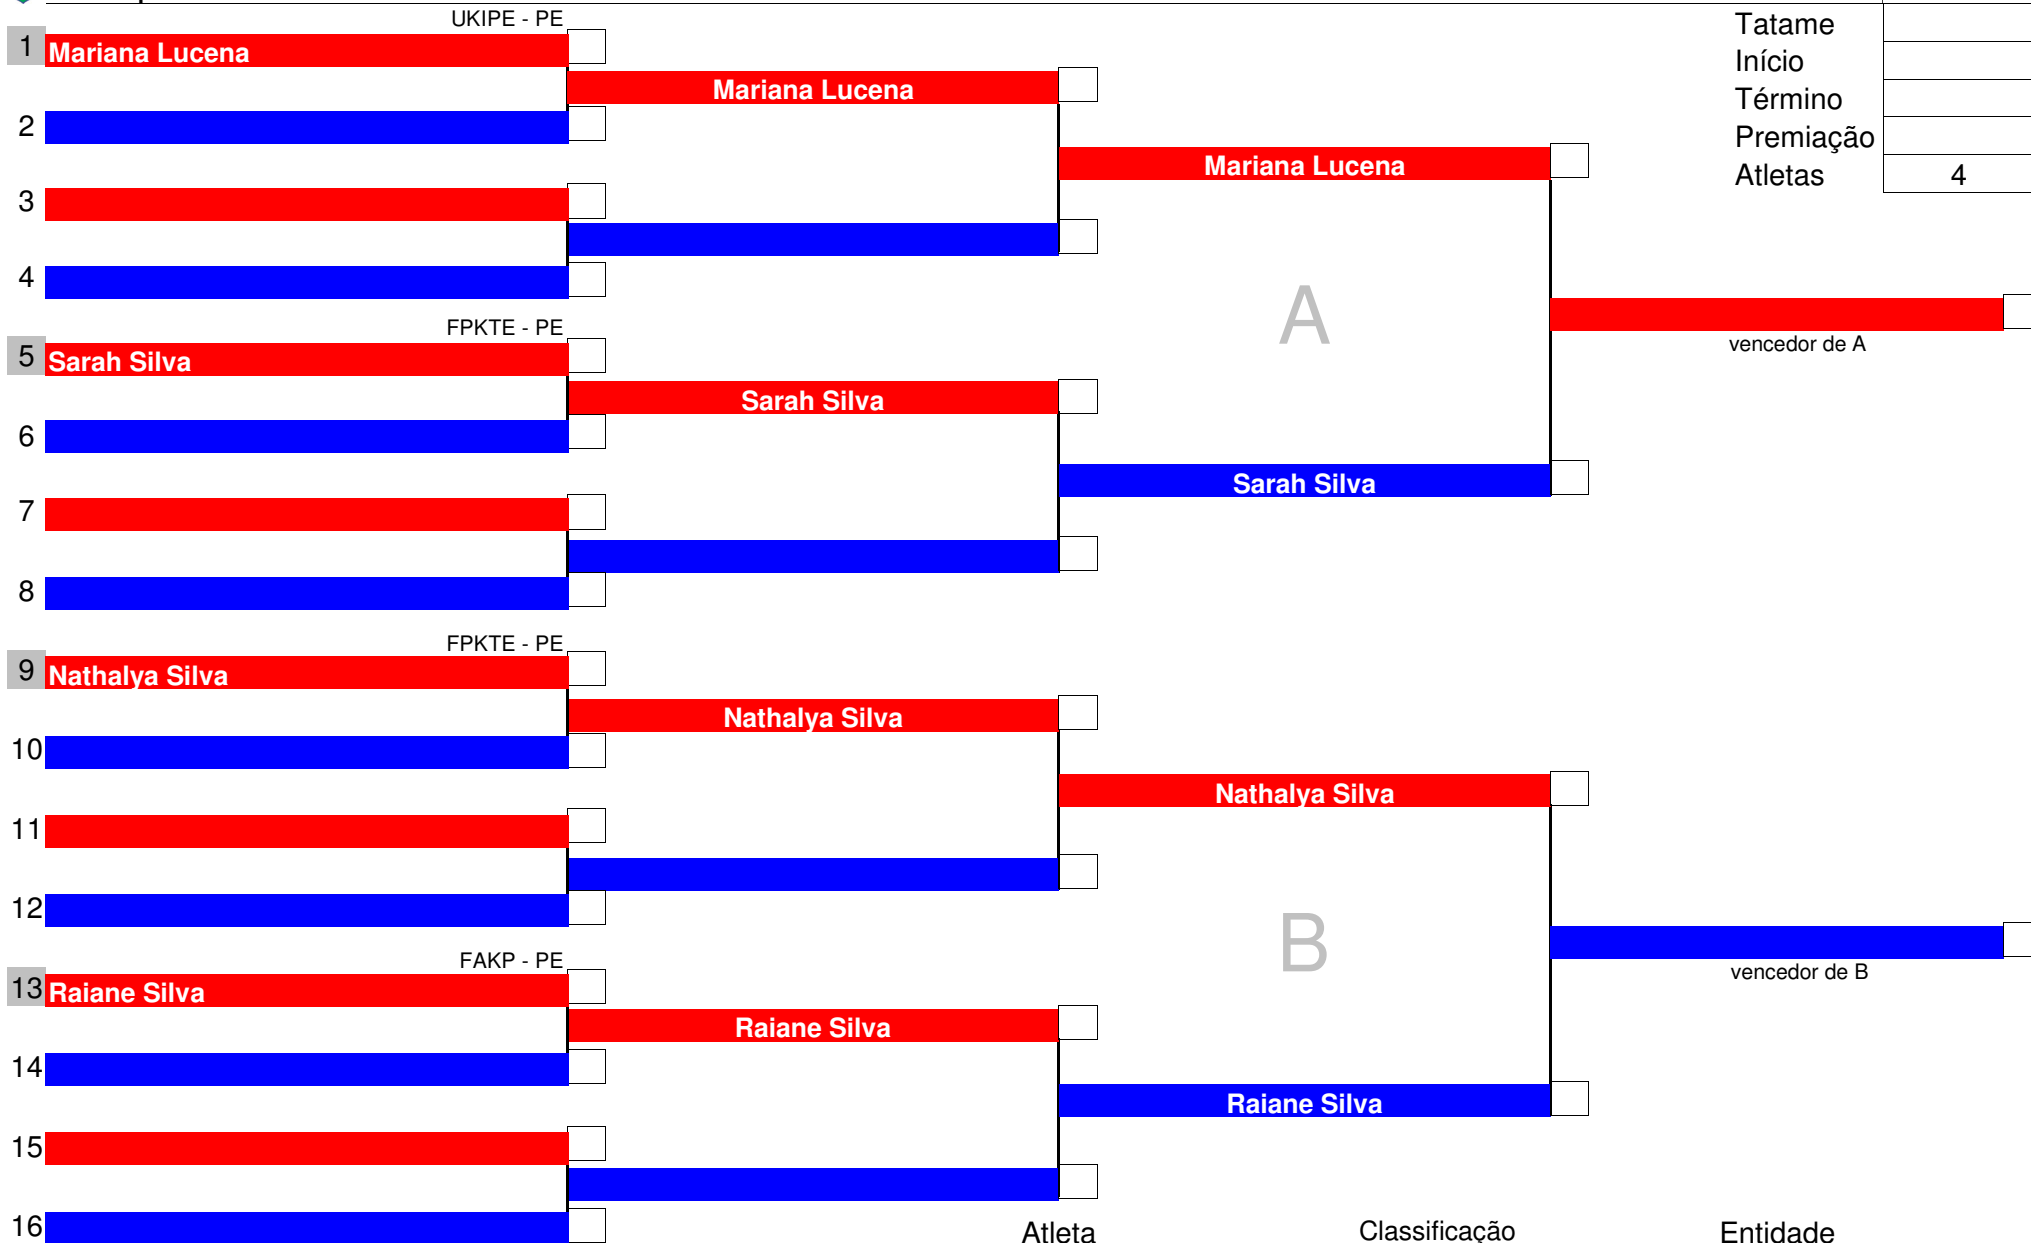 UKIPE - PE
1 Mariana Lucena
Mariana Lucena
2
Mariana Lucena
3
4
Tatame
Início
Término
Premiação
Atletas 4
A
vencedor de A
FPKTE - PE
5 Sarah Silva
Sarah Silva
6
Sarah Silva
7
8
FPKTE - PE
9 Nathalya Silva
Nathalya Silva
10
Nathalya Silva
11
12
B
vencedor de B
FAKP - PE
13 Raiane Silva
Raiane Silva
14
Raiane Silva
15
16
Atleta Classificação Entidade